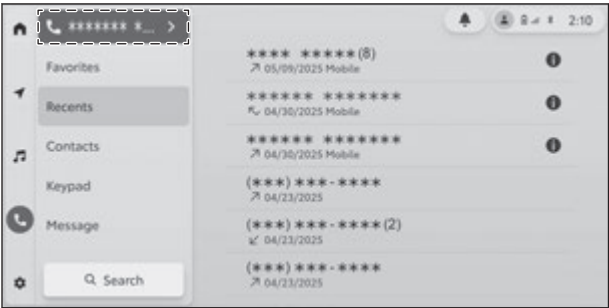 ******* *...
2:10
Favorites
Recents
Contacts
Keypad
Message
Search
**** *****(8)
05/09/2025 Mobile
****** *******
04/30/2025 Mobile
****** *******
04/30/2025 Mobile
(***) ***-****
04/23/2025
(***) ***-****(2)
04/23/2025
(***) ***-****
04/23/2025